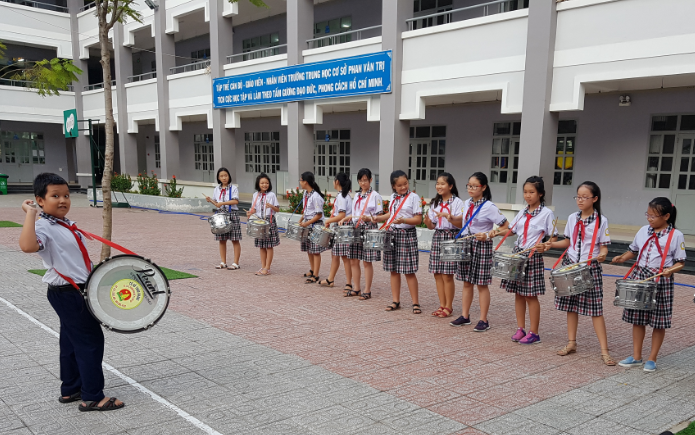 TẬP THỂ CÁN BỘ - GIÁO VIÊN - NHÂN VIÊN TRƯỜNG TRUNG HỌC CƠ SỞ PHAN VĂN TRỊ
TÍCH CỰC HỌC TẬP VÀ LÀM THEO TẤM GƯƠNG ĐẠO ĐỨC, PHONG CÁCH HỒ CHÍ MINH
Pearl